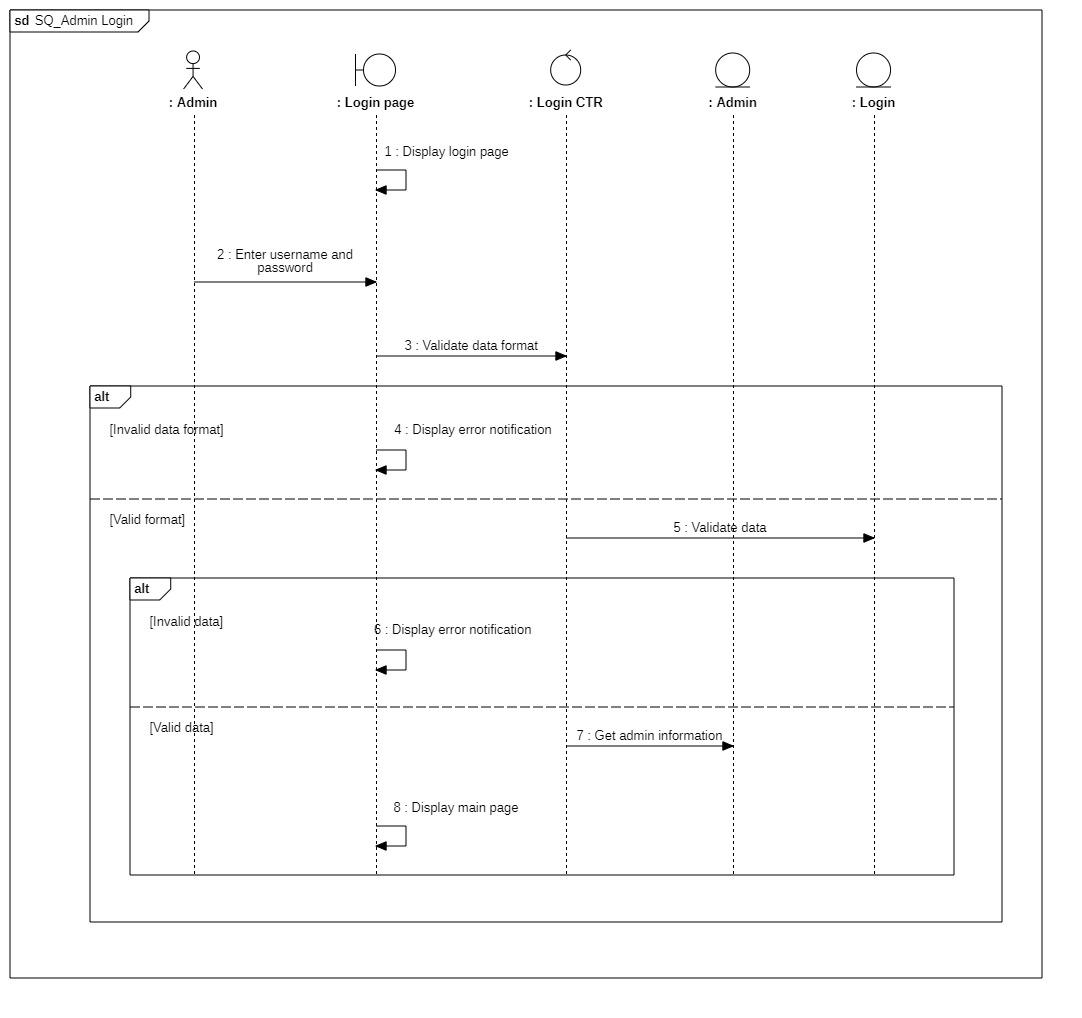 sd SQ_Admin Login
: Admin
: Login page
: Login CTR
: Admin
: Login
1 : Display login page
2 : Enter username and
password
3 : Validate data format
alt
[Invalid data format]
4 : Display error notification
[Valid format]
5 : Validate data
alt
[Invalid data]
6 : Display error notification
[Valid data]
7 : Get admin information
8 : Display main page